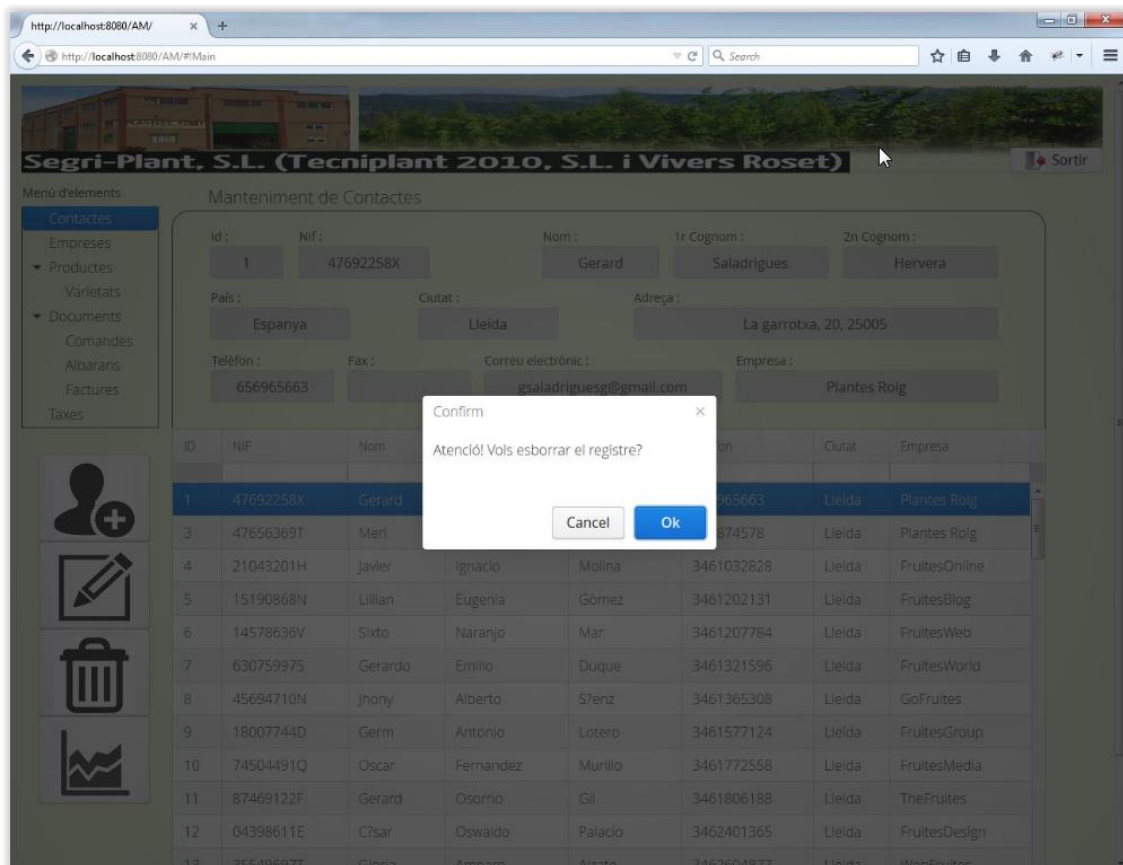 http://localhost:8080/AM/
http://localhost:8080/AM/#!Main
Search
Segri-Plant, S.L. (Tecniplant 2010, S.L. i Vivers Roset)
Sortir
Menú d'elements
Contactes
Empreses
Productes
Varietats
Documents
Comandes
Albarans
Factures
Taxes
Manteniment de Contactes
Id : Nif : Nom : 1r Cognom : 2n Cognom :
1 47692258X Gerard Saladrigues Hervera
País : Ciutat : Adreça :
Espanya Lleida La garrotxa, 20, 25005
Telèfon : Fax : Correu electrònic : Empresa :
656965663 gsaladriguesg@gmail.com Plantes Roig
Confirm
Atenció! Vols esborrar el registre?
Cancel Ok
ID NIF Nom Ciutat Empresa
1 47692258X Gerard 965663 Lleida Plantes Roig
3 47656369T Meri 874578 Lleida Plantes Roig
4 21043201H Javier Ignacio Molina 3461032828 Lleida FruitesOnline
5 15190868N Lillian Eugenia Gómez 3461202131 Lleida FruitesBlog
6 14578636V Sixto Naranjo Mar 3461207784 Lleida FruitesWeb
7 63075997S Gerardo Emilio Duque 3461321596 Lleida FruitesWorld
8 45694710N Jhony Alberto S?enz 3461365308 Lleida GoFruites
9 18007744D Germ Antonio Lotero 3461577124 Lleida FruitesGroup
10 74504491Q Oscar Fernandez Murillo 3461772558 Lleida FruitesMedia
11 87469122F Gerard Osorno Gil 3461806188 Lleida TheFruites
12 04398611E C?sar Oswaldo Palacio 3462401365 Lleida FruitesDesign